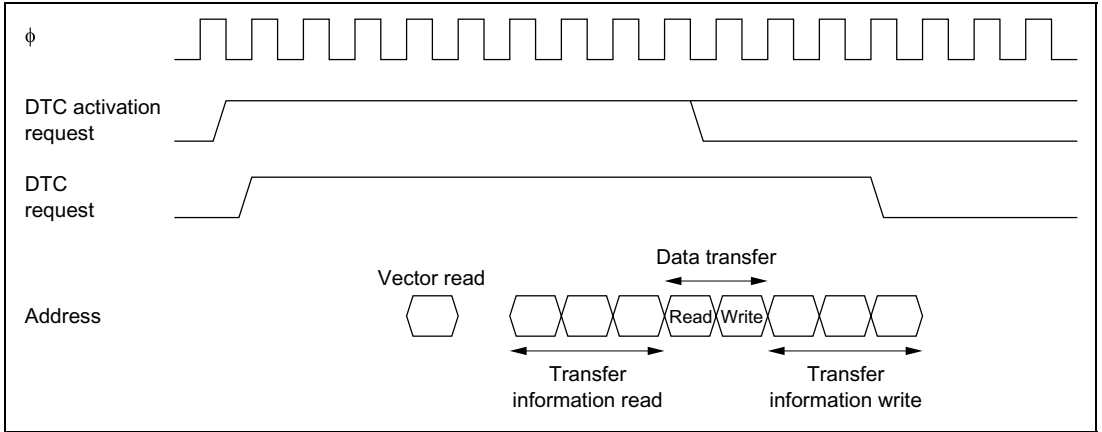 ϕ
DTC activation
request
DTC
request
Data transfer
Vector read
Address
Read Write
Transfer
information read
Transfer
information write